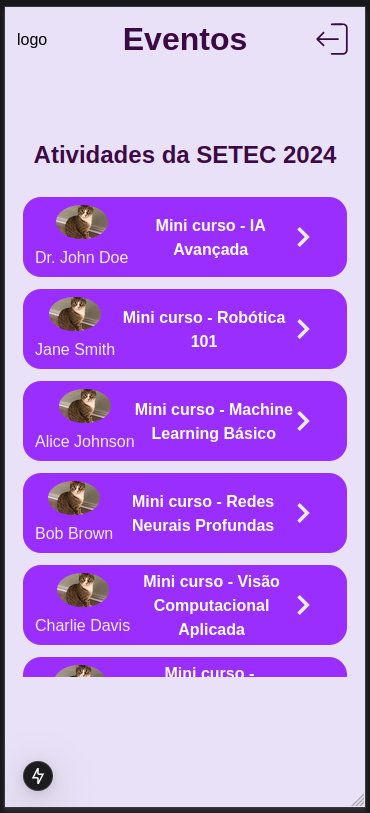 logo
Eventos
Atividades da SETEC 2024
Mini curso - IA
Avançada
Dr. John Doe
Mini curso - Robótica
101
Jane Smith
Mini curso - Machine
Learning Básico
Alice Johnson
Mini curso - Redes
Neurais Profundas
Bob Brown
Mini curso - Visão
Computacional
Aplicada
Charlie Davis
Mini curso -